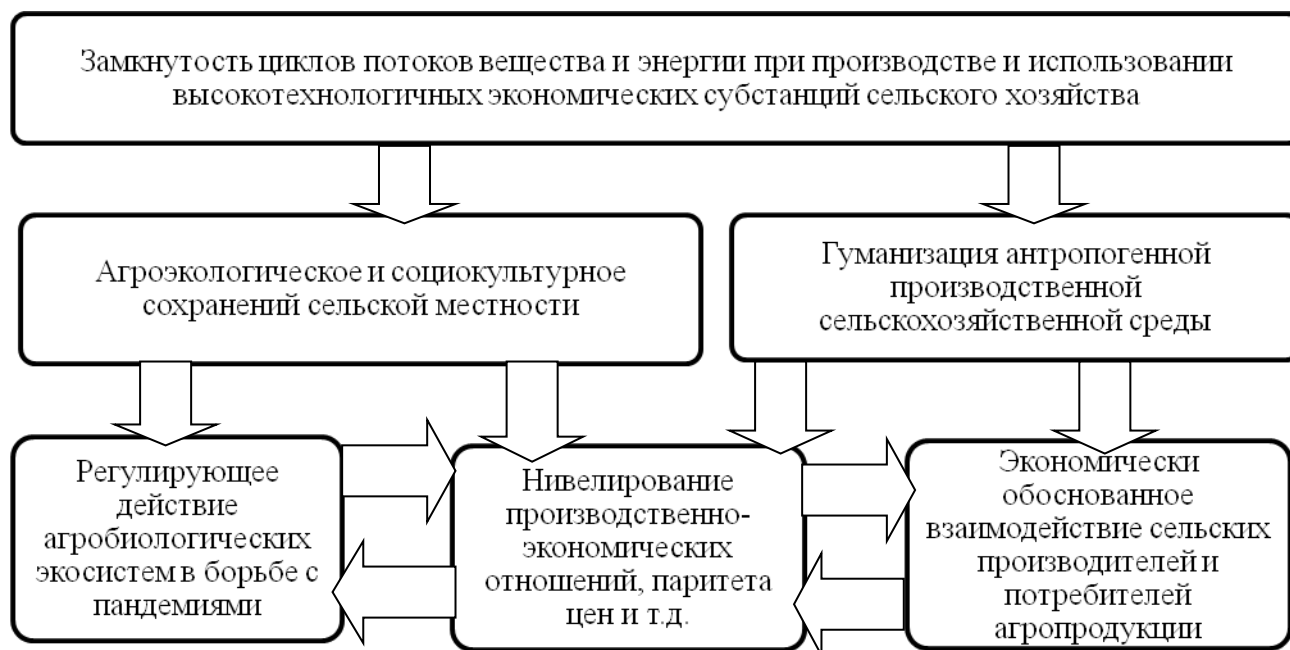 Замкнутость циклов потоков вещества и энергии при производстве и использовании
высокотехнологичных экономических субстанций сельского хозяйства
Агроэкологическое и социокультурное
сохранений сельской местности
Гуманизация антропогенной
производственной
сельскохозяйственной среды
Регулирующее
действие
агробиологических
экосистем в борьбе с
пандемиями
Нивелирование
производственно-
экономических
отношений, паритета
цен и т.д.
Экономически
обоснованное
взаимодействие сельских
производителей и
потребителей
агропродукции